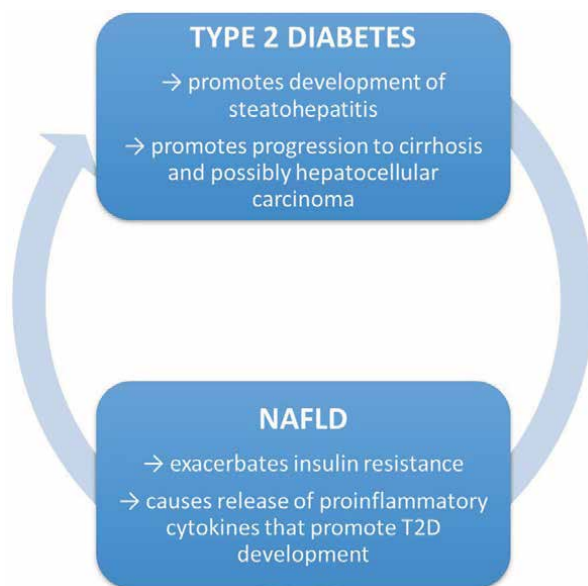 TYPE 2 DIABETES
→ promotes development of
steatohepatitis
→ promotes progression to cirrhosis
and possibly hepatocellular
carcinoma
NAFLD
→ exacerbates insulin resistance
→ causes release of proinflammatory
cytokines that promote T2D
development